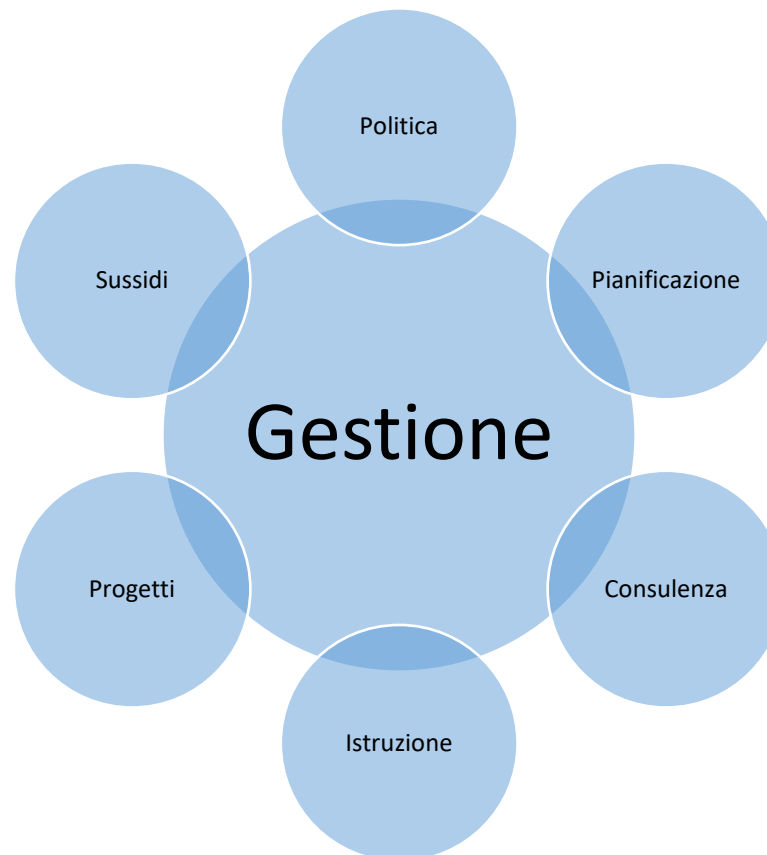 Politica
Sussidi
Pianificazione
Gestione
Progetti
Consulenza
Istruzione